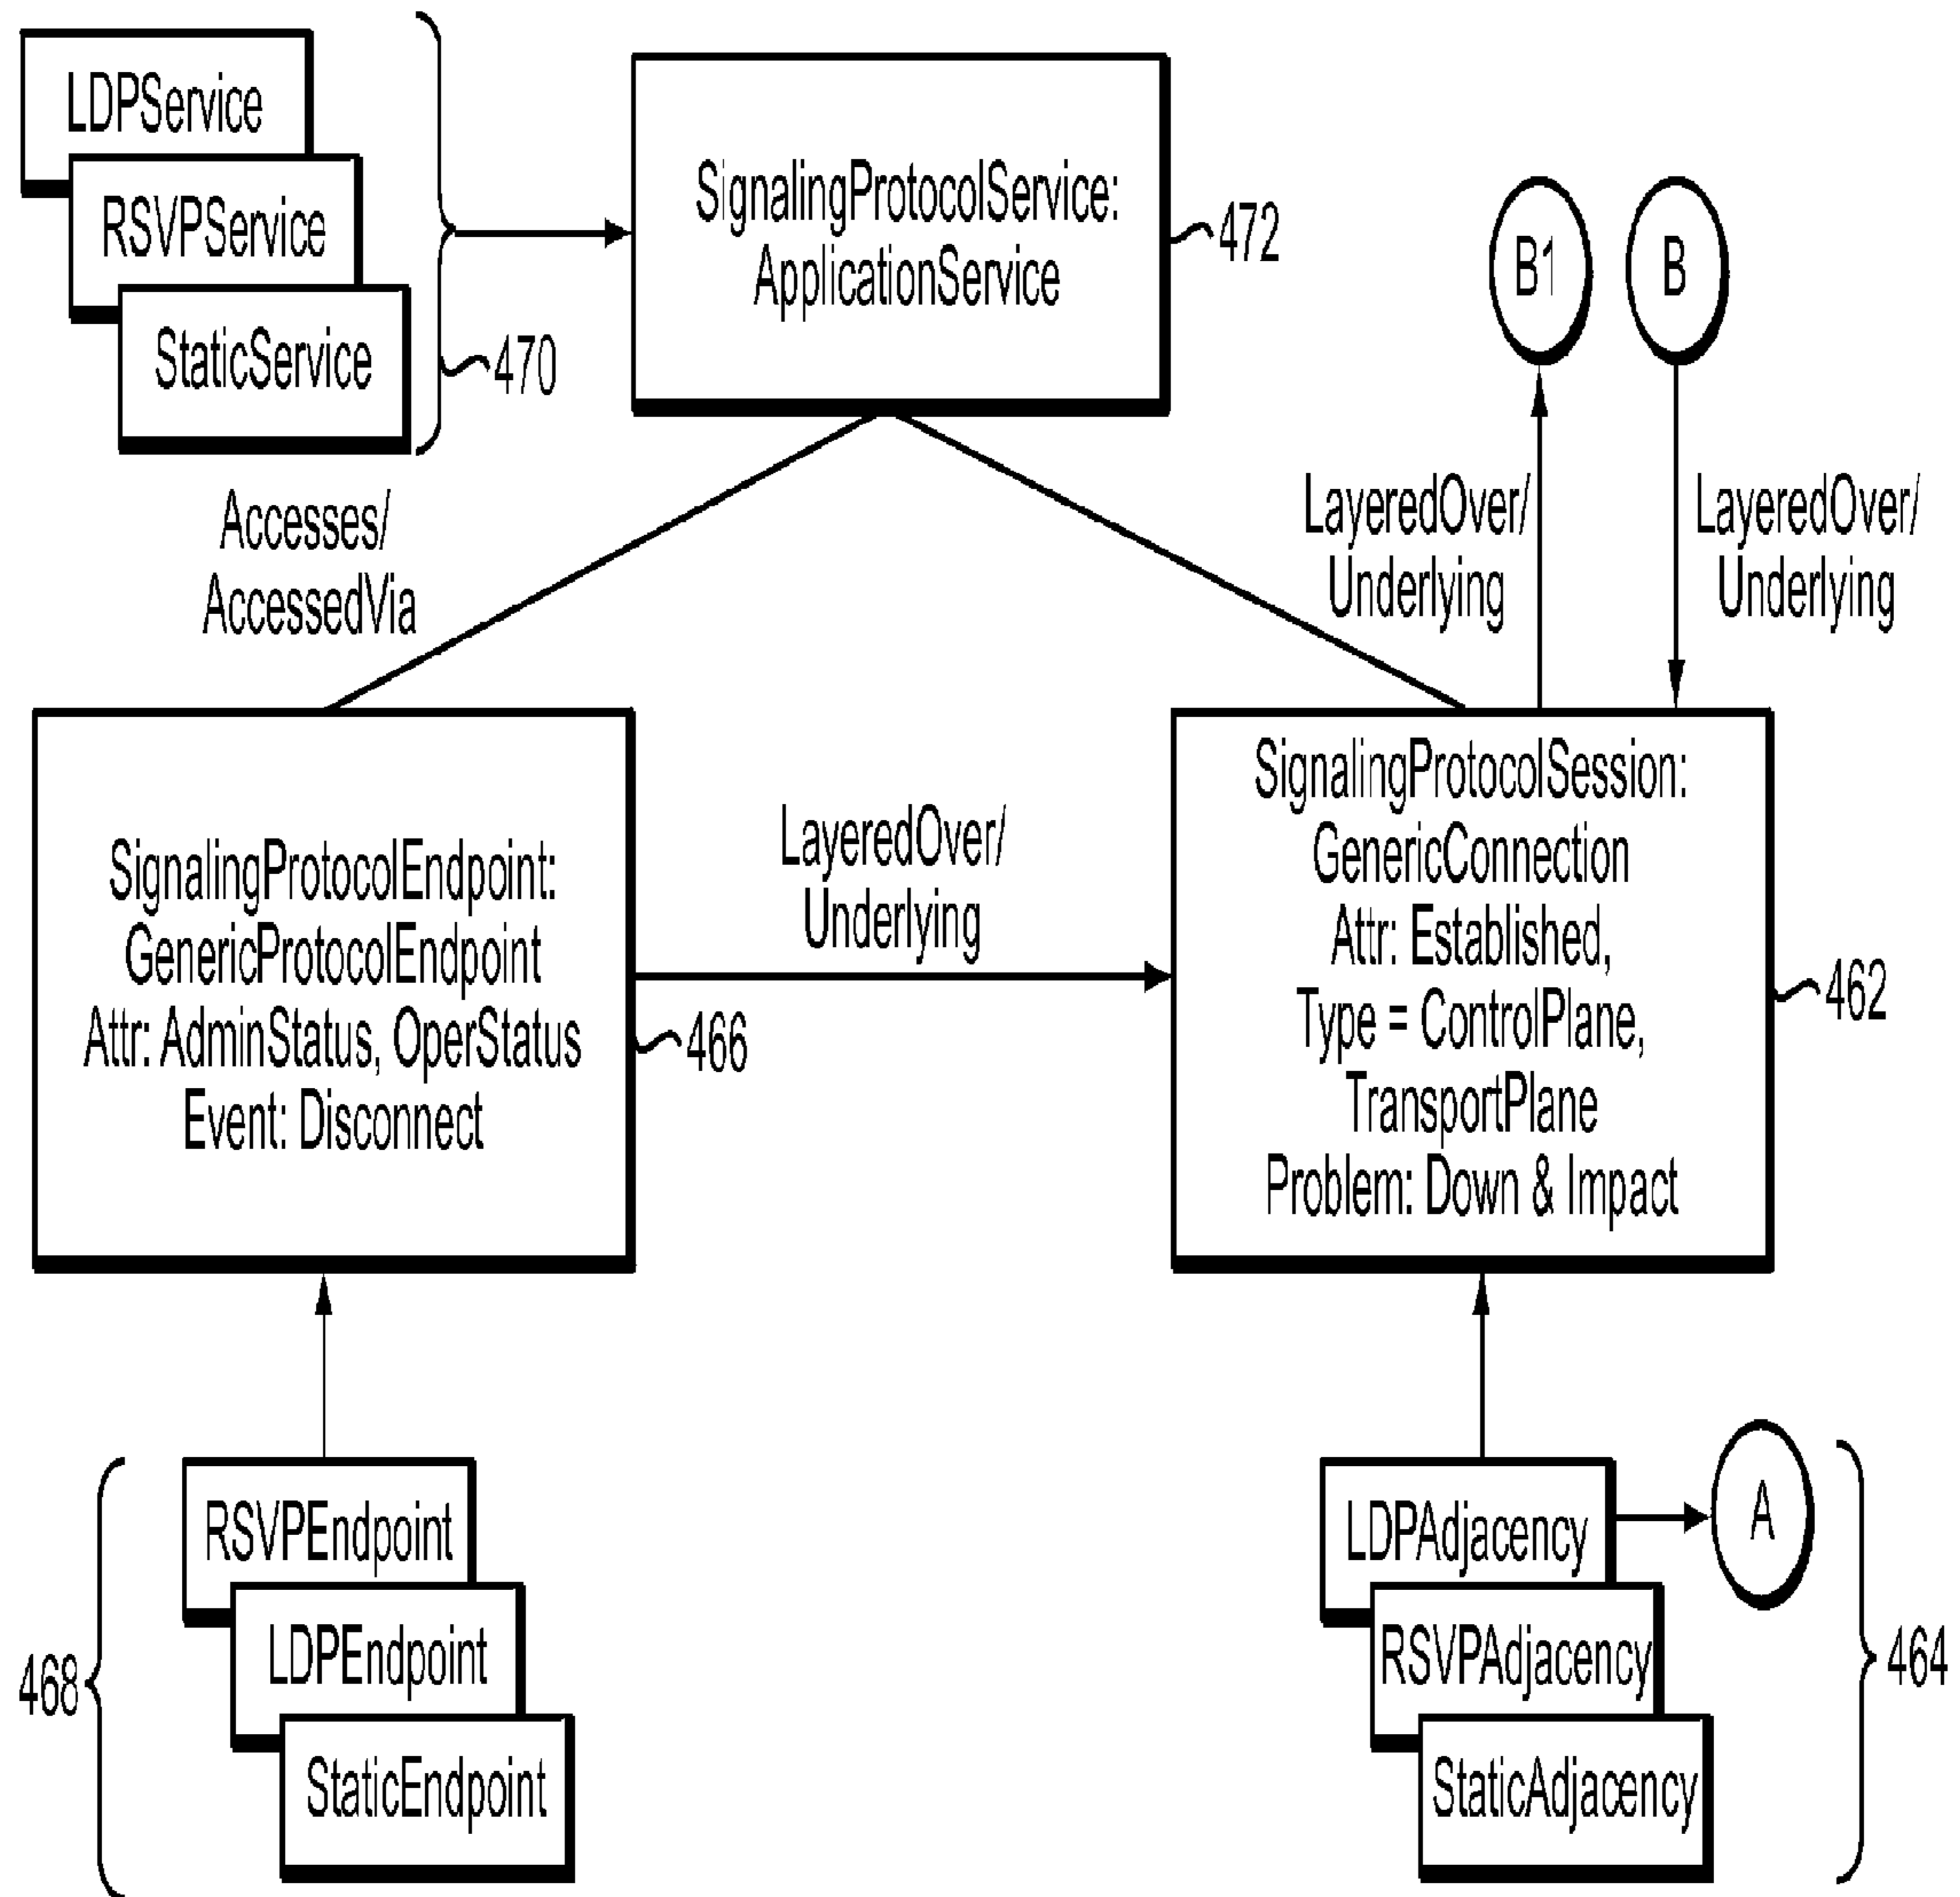 LDPService
RSVPService
StaticService
470
SignalingProtocolService:
ApplicationService
472
B1
B
Accesses/
AccessedVia
LayeredOver/
Underlying
LayeredOver/
Underlying
SignalingProtocolEndpoint:
GenericProtocolEndpoint
Attr: AdminStatus, OperStatus
Event: Disconnect
466
LayeredOver/
Underlying
SignalingProtocolSession:
GenericConnection
Attr: Established,
Type = ControlPlane,
TransportPlane
Problem: Down & Impact
462
468
RSVPEndpoint
LDPEndpoint
StaticEndpoint
LDPAdjacency
RSVPAdjacency
StaticAdjacency
A
464